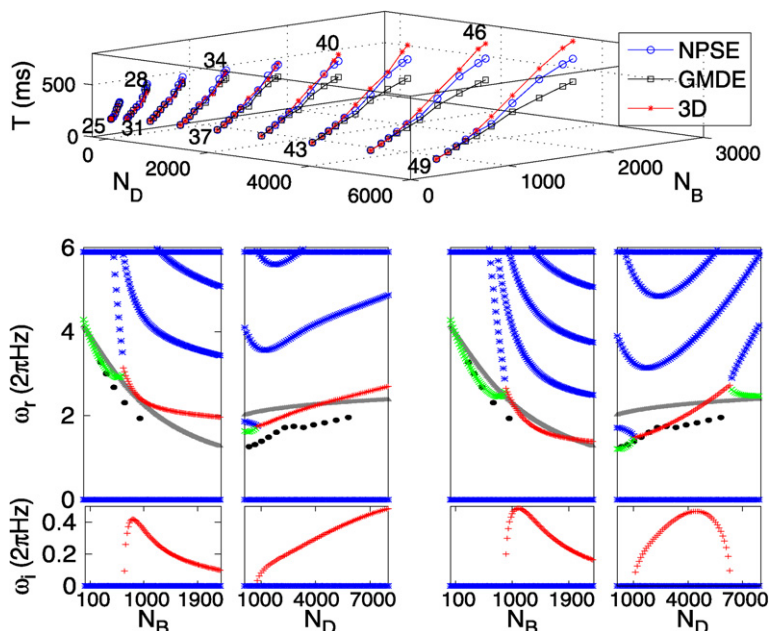 46
40
34
28
25
31
37
43
49
T (ms)
500
0
0
2000
4000
6000
N_D
0
1000
2000
3000
N_B
NPSE
GMDE
3D
ω_r (2πHz)
6
4
2
0
ω_i (2πHz)
0.4
0.2
0
100 1000 1900
N_B
1000 4000 7000
N_D
100 1000 1900
N_B
1000 4000 7000
N_D